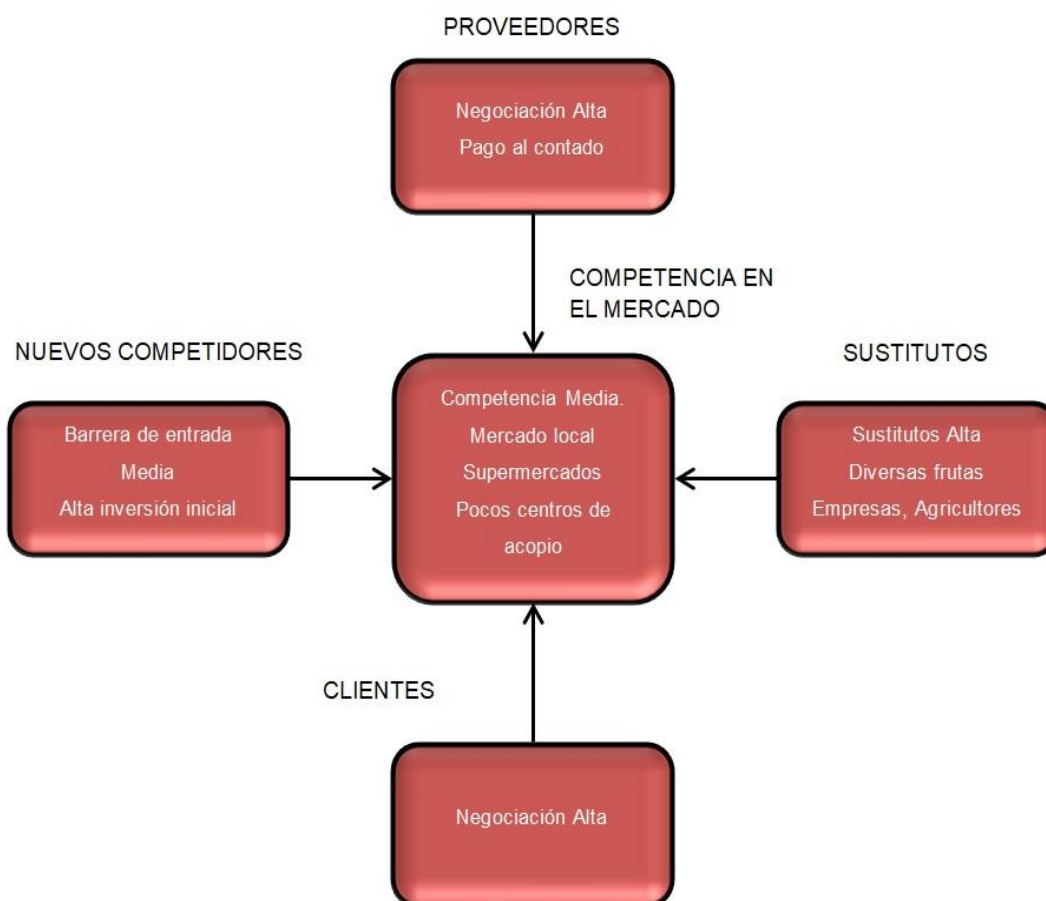 PROVEEDORES
Negociación Alta
Pago al contado
COMPETENCIA EN
EL MERCADO
NUEVOS COMPETIDORES
Barrera de entrada
Media
Alta inversión inicial
Competencia Media.
Mercado local
Supermercados
Pocos centros de
acopio
SUSTITUTOS
Sustitutos Alta
Diversas frutas
Empresas, Agricultores
CLIENTES
Negociación Alta